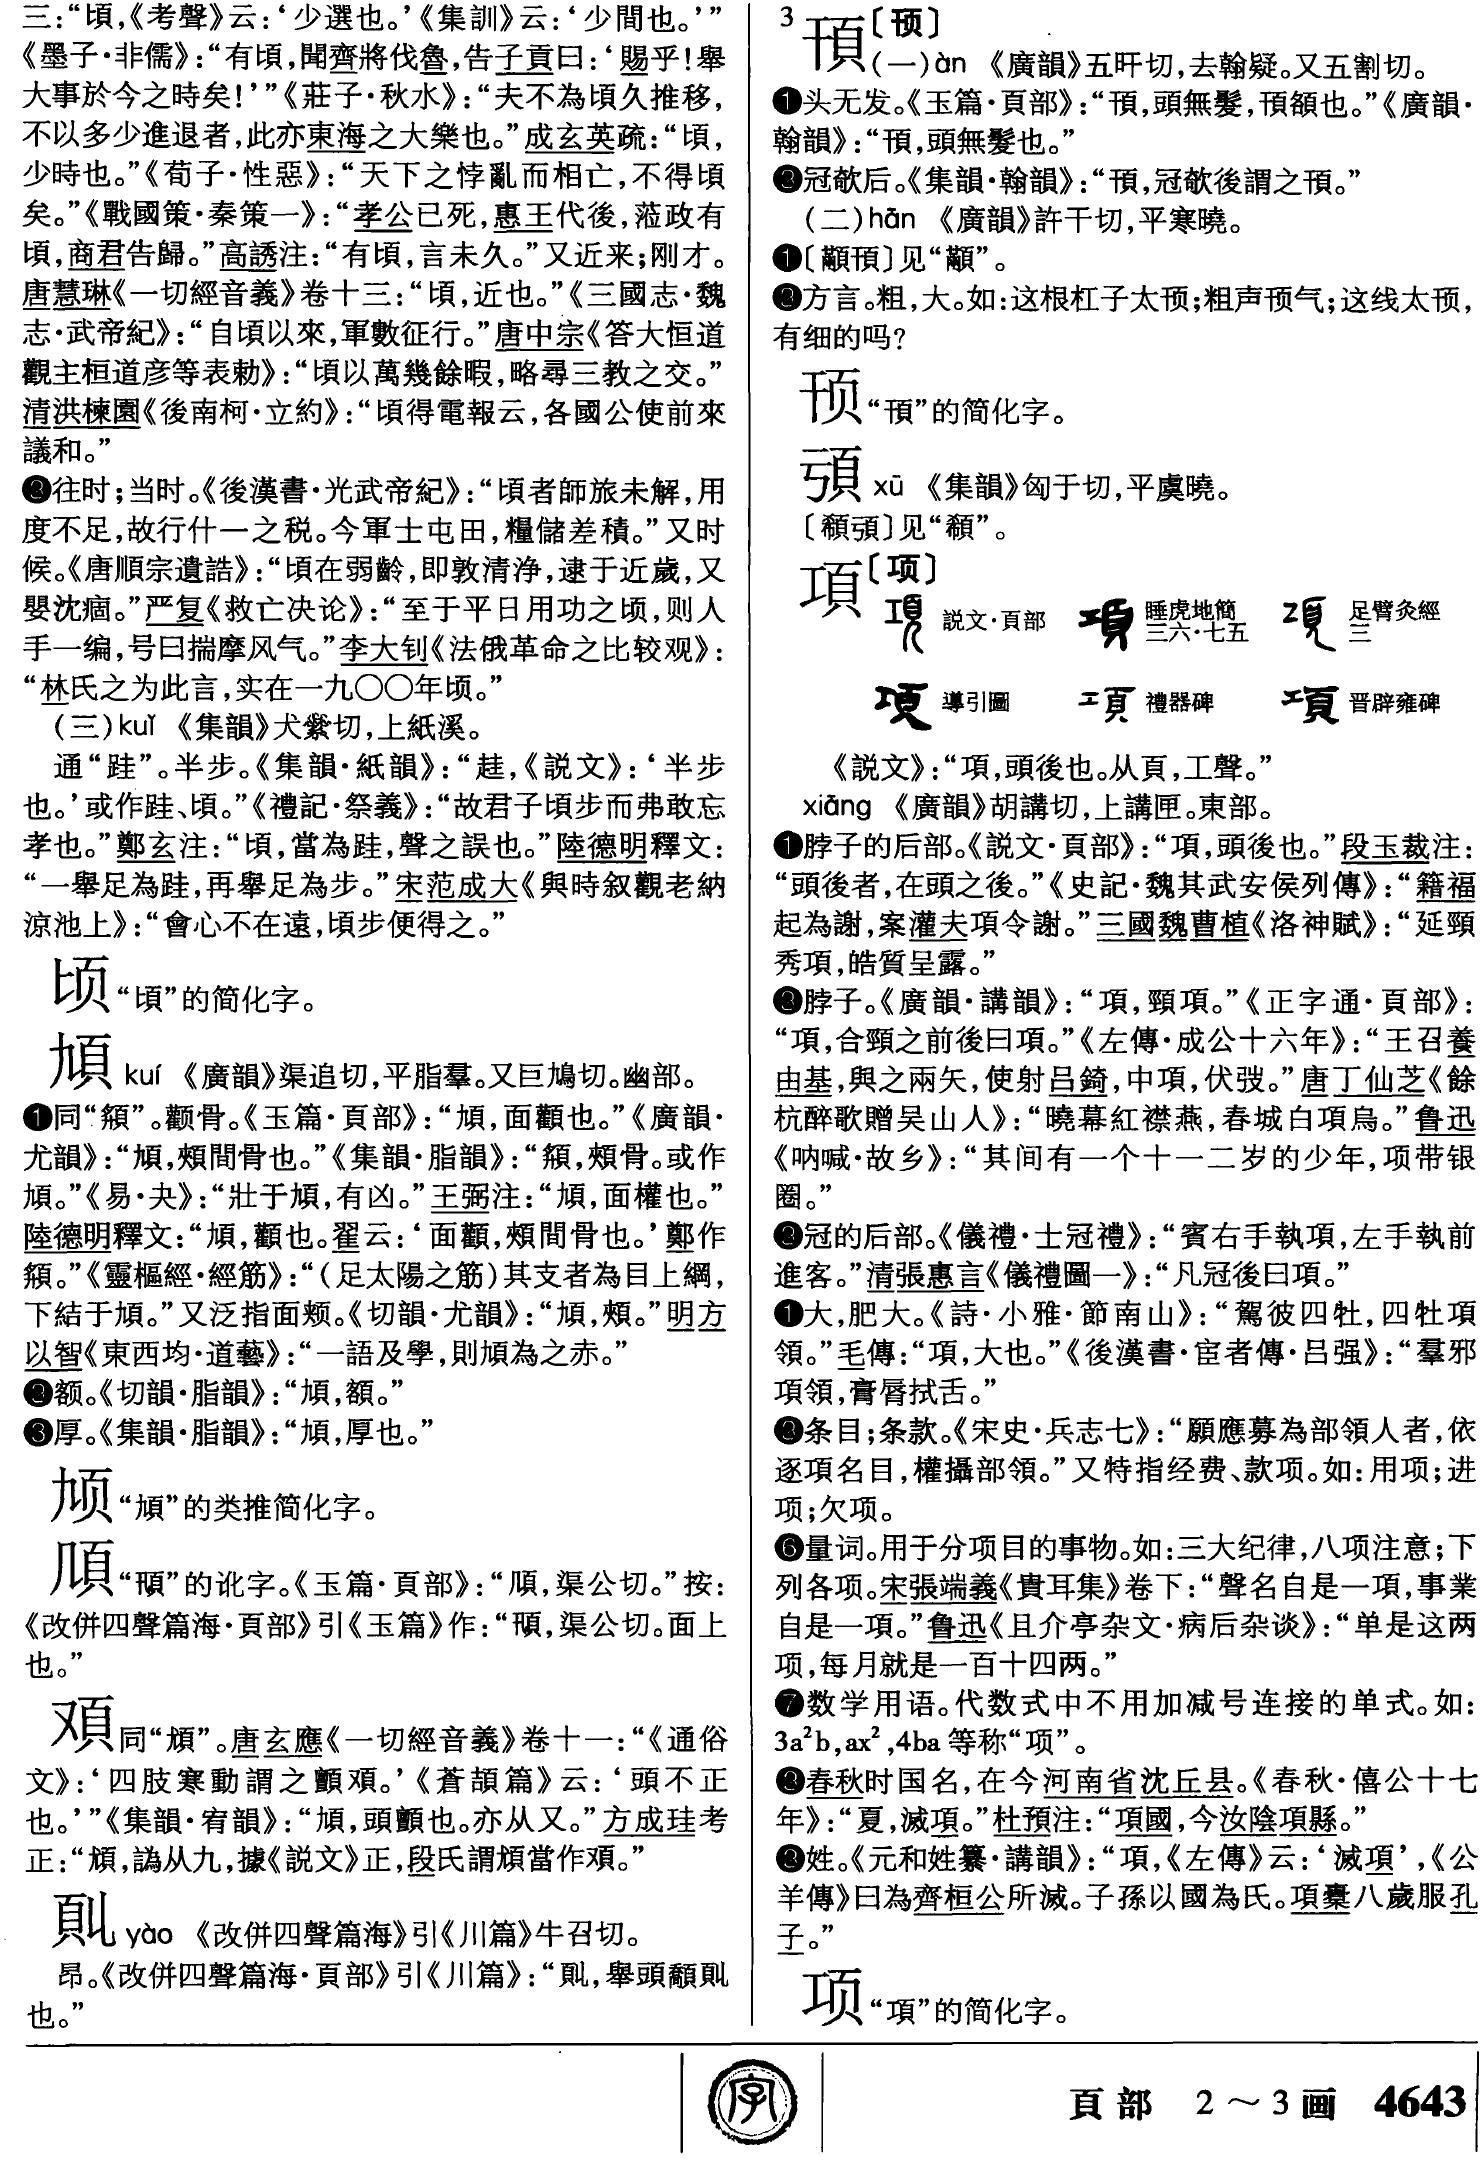 三：“頃，《考聲》云：‘少選也。’《集訓》云：‘少間也。’”
《墨子·非儒》：“有頃，聞齊將伐魯，告子貢曰：‘賜乎！舉
大事於今之時矣！’”《莊子·秋水》：“夫不為頃久推移，
不以多少進退者，此亦東海之大樂也。”成玄英疏：“頃，
少時也。”《荀子·性惡》：“天下之悖亂而相亡，不得頃
矣。”《戰國策·秦策一》：“孝公已死，惠王代後，蒞政有
頃，商君告歸。”高誘注：“有頃，言未久。”又近来；刚才。
唐慧琳《一切經音義》卷十三：“頃，近也。”《三國志·魏
志·武帝紀》：“自頃以來，軍數征行。”唐中宗《答大恒道
觀主桓道彦等表勅》：“頃以萬幾餘暇，略尋三教之交。”
清洪楝園《後南柯·立約》：“頃得電報云，各國公使前來
議和。”
❷往时；当时。《後漢書·光武帝紀》：“頃者師旅未解，用
度不足，故行什一之税。今軍士屯田，糧儲差積。”又时
候。《唐順宗遺誥》：“頃在弱齡，即敦清浄，逮于近歲，又
嬰沈痼。”严复《救亡决论》：“至于平日用功之顷，则人
手一编，号曰揣摩风气。”李大钊《法俄革命之比较观》：
“林氏之为此言，实在一九〇〇年顷。”
（三）kuǐ 《集韻》犬紫切，上紙溪。
通“跬”。半步。《集韻·紙韻》：“䞨，《説文》：‘半步
也。’或作跬、頃。”《禮記·祭義》：“故君子頃步而弗敢忘
孝也。”鄭玄注：“頃，當為跬，聲之誤也。”陸德明釋文：
“一舉足為跬，再舉足為步。”宋范成大《與時叙觀老納
涼池上》：“會心不在遠，頃步便得之。”
顷“頃”的简化字。
頄 kuí 《廣韻》渠追切，平脂羣。又巨鳩切。幽部。
❶同“䫏”。颧骨。《玉篇·頁部》：“頄，面顴也。”《廣韻·
尤韻》：“頄，頰間骨也。”《集韻·脂韻》：“䫏，頰骨。或作
頄。”《易·夬》：“壯于頄，有凶。”王弼注：“頄，面權也。”
陸德明釋文：“頄，顴也。翟云：‘面顴，頰間骨也。’鄭作
䫏。”《靈樞經·經筋》：“（足太陽之筋）其支者為目上綱，
下結于頄。”又泛指面颊。《切韻·尤韻》：“頄，頰。”明方
以智《東西均·道藝》：“一語及學，則頄為之赤。”
❷额。《切韻·脂韻》：“頄，額。”
❸厚。《集韻·脂韻》：“頄，厚也。”
“頄”的类推简化字。
的讹字。《玉篇·頁部》：“，渠公切。”按：
《改併四聲篇海·頁部》引《玉篇》作：“，渠公切。面上
也。”
同“䪲”。唐玄應《一切經音義》卷十一：“《通俗
文》：‘四肢寒動謂之顫。’《蒼頡篇》云：‘頭不正
也。’”《集韻·宥韻》：“頄，頭顫也。亦从又。”方成珪考
正：“，譌从九，據《説文》正，段氏謂當作。”
yào 《改併四聲篇海》引《川篇》牛召切。
昂。《改併四聲篇海·頁部》引《川篇》：“，舉頭
也。”
3 頇〔顸〕
（一）àn 《廣韻》五旰切，去翰疑。又五割切。
❶头无发。《玉篇·頁部》：“頇，頭無髮，頇頟也。”《廣韻·
翰韻》：“頇，頭無髮也。”
❷冠欹后。《集韻·翰韻》：“頇，冠欹後謂之頇。”
（二）hān 《廣韻》許干切，平寒曉。
❶〔顢頇〕见“顢”。
❷方言。粗，大。如：这根杠子太顸；粗声顸气；这线太顸，
有细的吗？
顸“頇”的简化字。
xū 《集韻》匈于切，平虞曉。
項〔项〕
説文·頁部 睡虎地簡三六·七五 足臂灸經三
導引圖 禮器碑 晋辟雍碑
《説文》：“項，頭後也。从頁，工聲。”
xiàng 《廣韻》胡講切，上講匣。東部。
❶脖子的后部。《説文·頁部》：“項，頭後也。”段玉裁注：
“頭後者，在頭之後。”《史記·魏其武安侯列傳》：“籍福
起為謝，案灌夫項令謝。”三國魏曹植《洛神賦》：“延頸
秀項，皓質呈露。”
❷脖子。《廣韻·講韻》：“項，頸項。”《正字通·頁部》：
“項，合頸之前後曰項。”《左傳·成公十六年》：“王召養
由基，與之兩矢，使射吕錡，中項，伏弢。”唐丁仙芝《餘
杭醉歌贈吴山人》：“曉幕紅襟燕，春城白項烏。”鲁迅
《呐喊·故乡》：“其间有一个十一二岁的少年，项带银
圈。”
❸冠的后部。《儀禮·士冠禮》：“賓右手執項，左手執前
進客。”清張惠言《儀禮圖一》：“凡冠後曰項。”
❹大，肥大。《詩·小雅·節南山》：“駕彼四牡，四牡項
領。”毛傳：“項，大也。”《後漢書·宦者傳·吕强》：“羣邪
項領，膏脣拭舌。”
❺条目；条款。《宋史·兵志七》：“願應募為部領人者，依
逐項名目，權攝部領。”又特指经费、款项。如：用项；进
项；欠项。
❻量词。用于分项目的事物。如：三大纪律，八项注意；下
列各项。宋張端義《貴耳集》卷下：“聲名自是一項，事業
自是一項。”鲁迅《且介亭杂文·病后杂谈》：“单是这两
项，每月就是一百十四两。”
❼数学用语。代数式中不用加减号连接的单式。如：
3a²b，ax²，4ba等称“项”。
❽春秋时国名，在今河南省沈丘县。《春秋·僖公十七
年》：“夏，滅項。”杜預注：“項國，今汝陰項縣。”
❾姓。《元和姓纂·講韻》：“項，《左傳》云：‘滅項’，《公
羊傳》曰為齊桓公所滅。子孫以國為氏。項橐八歲服孔
子。”
项“項”的简化字。
字
頁部 2～3画 4643